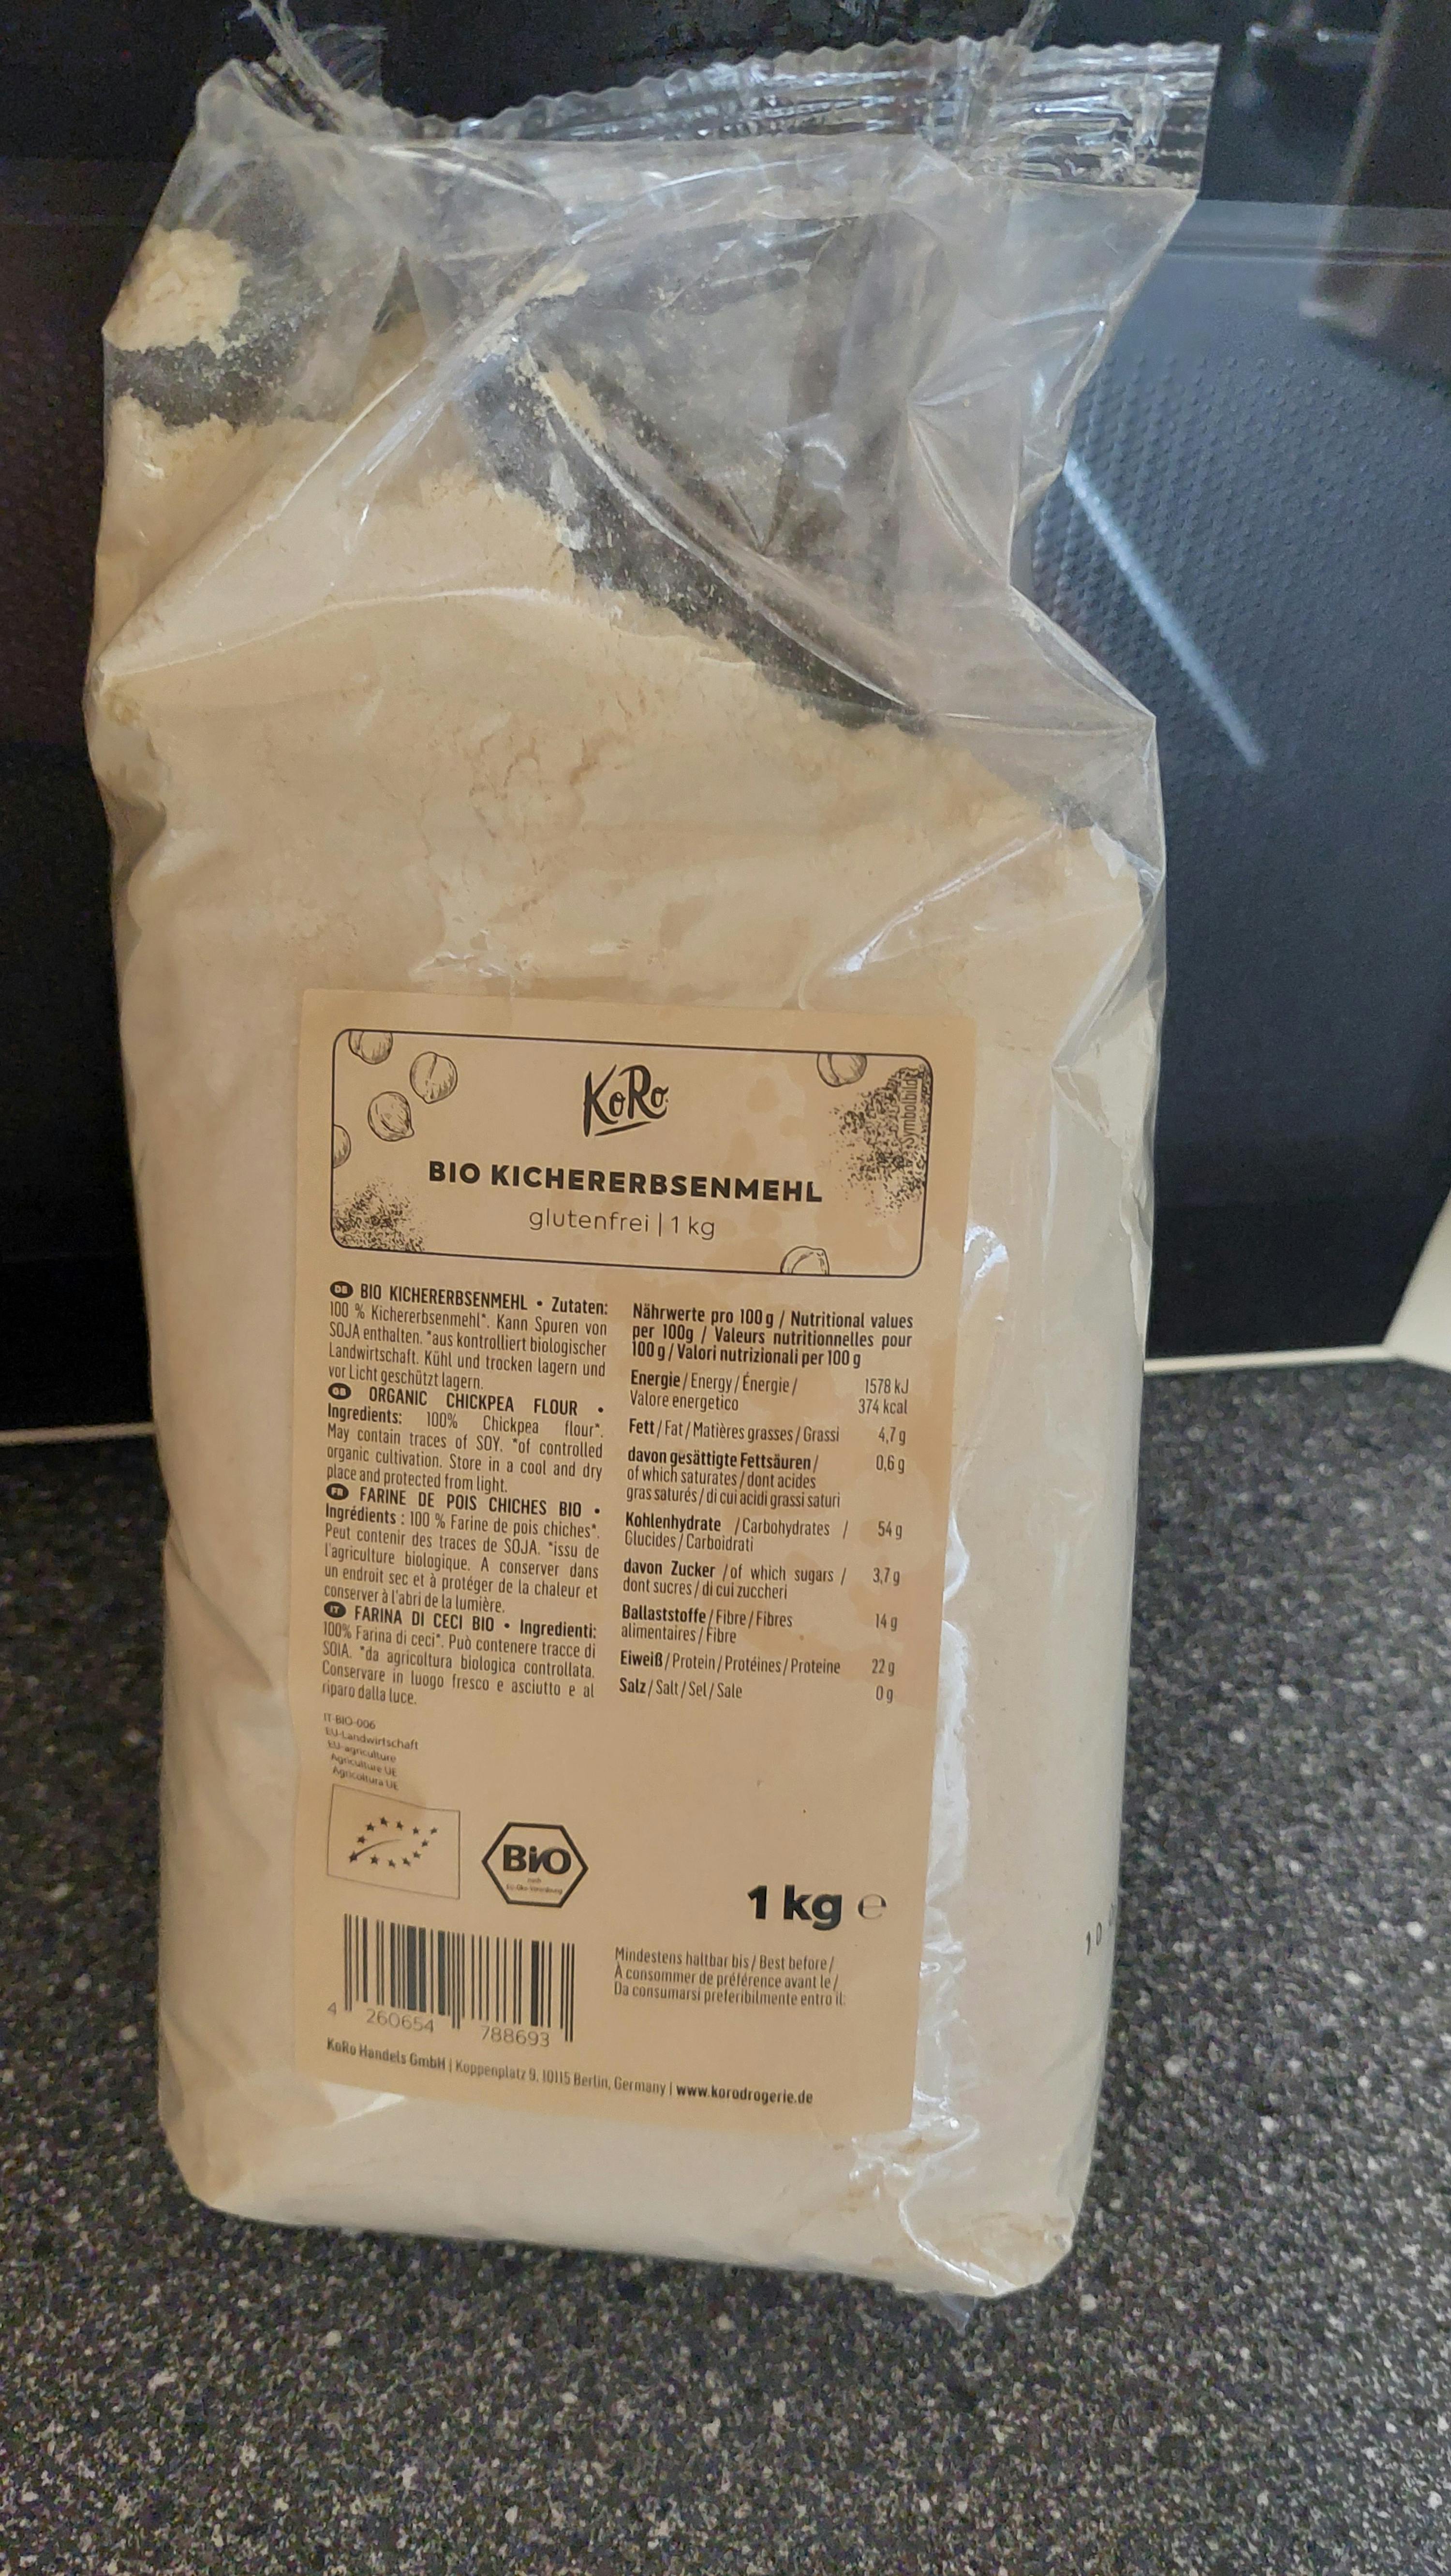 KoRo
Symbolbild
BIO KICHERERBSENMEHL
glutenfrei | 1 kg
DE BIO KICHERERBSENMEHL • Zutaten:
100 % Kichererbsenmehl*. Kann Spuren von
SOJA enthalten. *aus kontrolliert biologischer
Landwirtschaft. Kühl und trocken lagern und
vor Licht geschützt lagern.
GB ORGANIC CHICKPEA FLOUR •
Ingredients: 100% Chickpea flour*.
May contain traces of SOY. *of controlled
organic cultivation. Store in a cool and dry
place and protected from light.
FR FARINE DE POIS CHICHES BIO •
Ingrédients : 100 % Farine de pois chiches*.
Peut contenir des traces de SOJA. *issu de
l'agriculture biologique. A conserver dans
un endroit sec et à protéger de la chaleur et
conserver à l'abri de la lumière.
IT FARINA DI CECI BIO • Ingredienti:
100% Farina di ceci*. Può contenere tracce di
SOIA. *da agricoltura biologica controllata.
Conservare in luogo fresco e asciutto e al
riparo dalla luce.
Nährwerte pro 100 g / Nutritional values
per 100g / Valeurs nutritionnelles pour
100 g / Valori nutrizionali per 100 g
Energie / Energy / Énergie / 1578 kJ
Valore energetico 374 kcal
Fett / Fat / Matières grasses / Grassi 4,7 g
davon gesättigte Fettsäuren / 0,6 g
of which saturates / dont acides
gras saturés / di cui acidi grassi saturi
Kohlenhydrate / Carbohydrates / 54 g
Glucides / Carboidrati
davon Zucker / of which sugars / 3,7 g
dont sucres / di cui zuccheri
Ballaststoffe / Fibre / Fibres 14 g
alimentaires / Fibre
Eiweiß / Protein / Protéines / Proteine 22 g
Salz / Salt / Sel / Sale 0 g
IT-BIO-006
EU-Landwirtschaft
EU-agriculture
Agriculture UE
Agricoltura UE
BIO
nach
EG-Öko-Verordnung
1 kg e
Mindestens haltbar bis / Best before /
À consommer de préférence avant le /
Da consumarsi preferibilmente entro il:
4 260654 788693
KoRo Handels GmbH | Koppenplatz 9, 10115 Berlin, Germany | www.korodrogerie.de